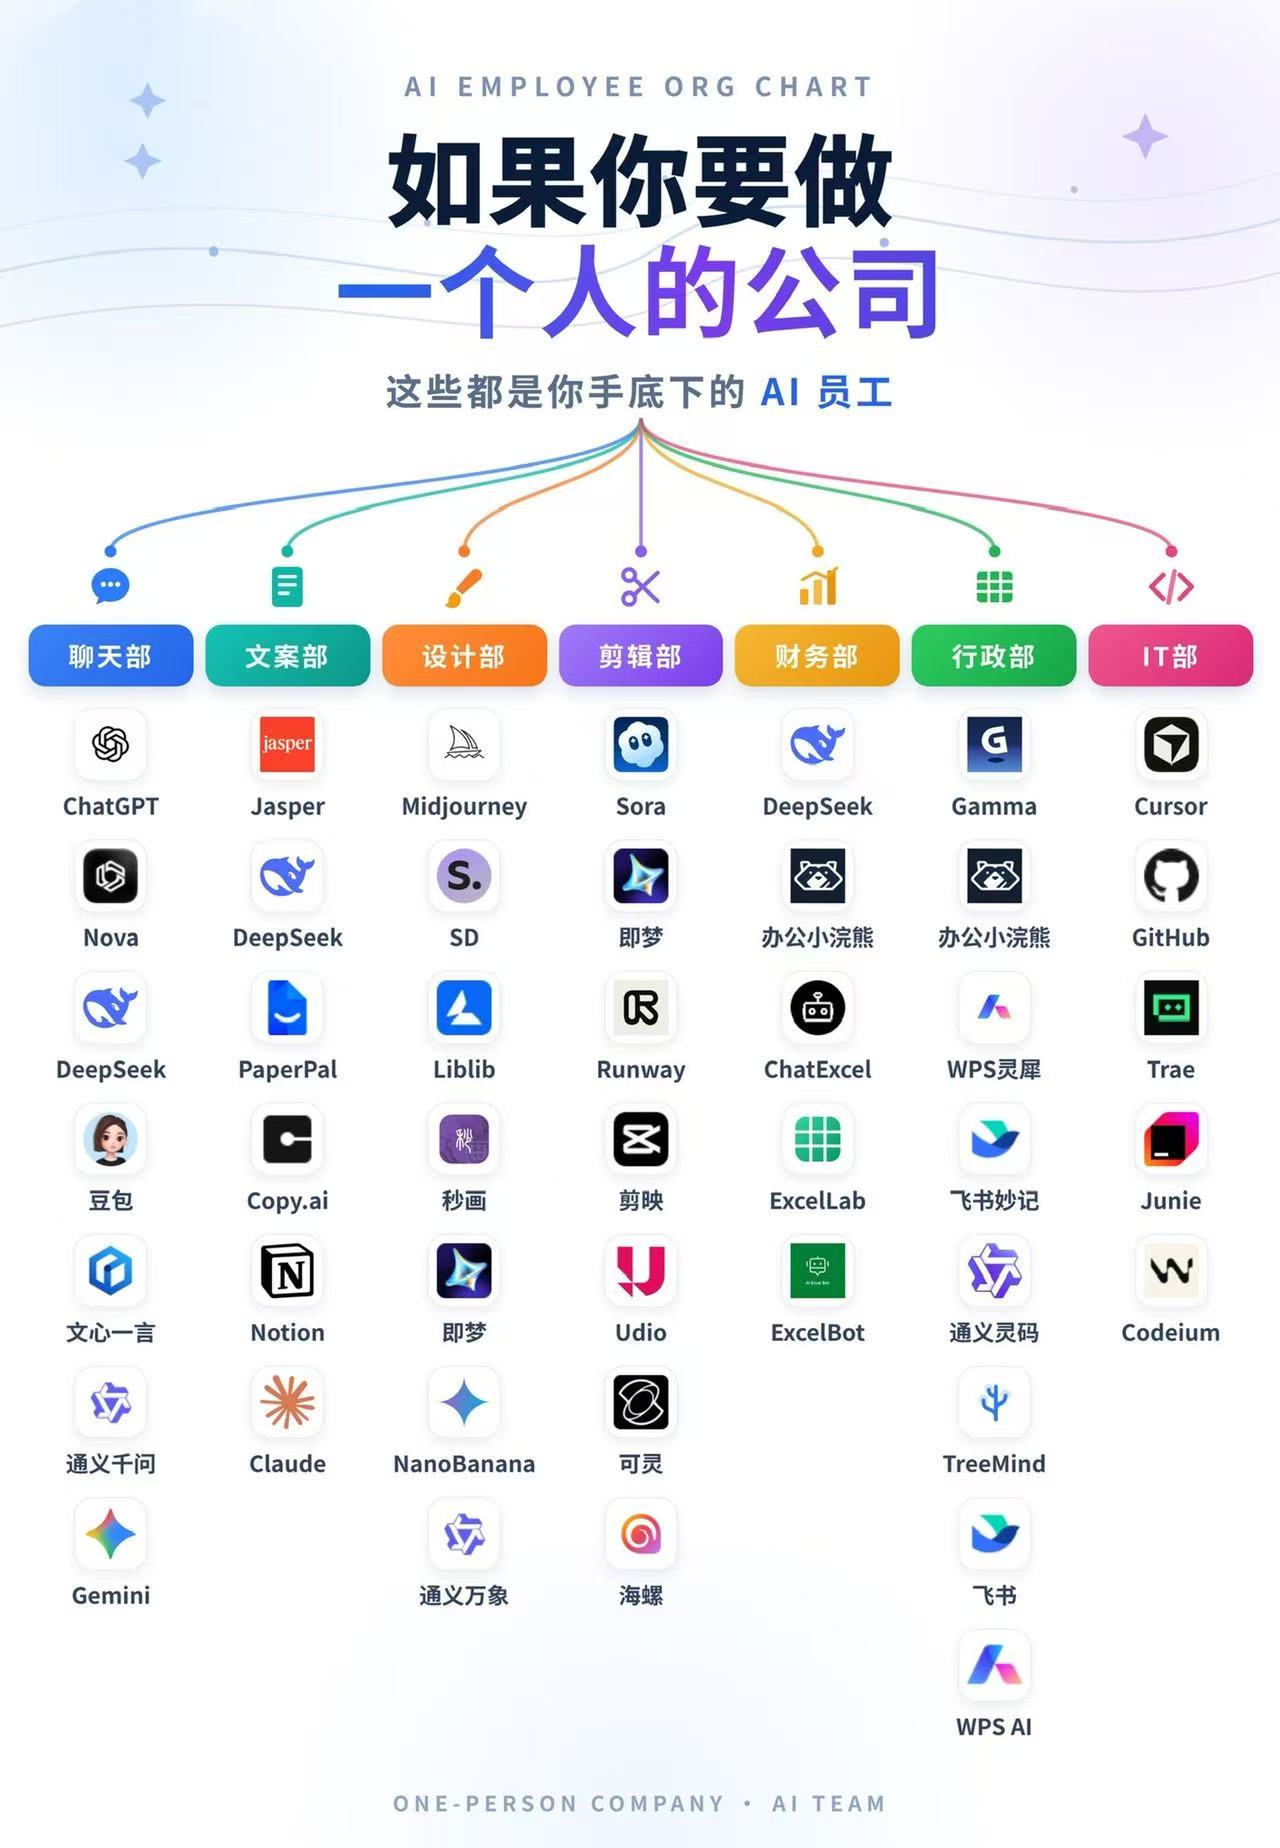 AI EMPLOYEE ORG CHART
如果你要做
一个人的公司
这些都是你手底下的 AI 员工
聊天部
文案部
设计部
剪辑部
财务部
行政部
IT部
jasper
S.
G
ChatGPT
Jasper
Midjourney
Sora
DeepSeek
Gamma
Cursor
Nova
DeepSeek
SD
即梦
办公小浣熊
办公小浣熊
GitHub
DeepSeek
PaperPal
Liblib
Runway
ChatExcel
WPS灵犀
Trae
秒
豆包
Copy.ai
秒画
剪映
ExcelLab
飞书妙记
Junie
N
AI Excel Bot
文心一言
Notion
即梦
Udio
ExcelBot
通义灵码
Codeium
通义千问
Claude
NanoBanana
可灵
TreeMind
Gemini
通义万象
海螺
飞书
WPS AI
ONE-PERSON COMPANY • AI TEAM